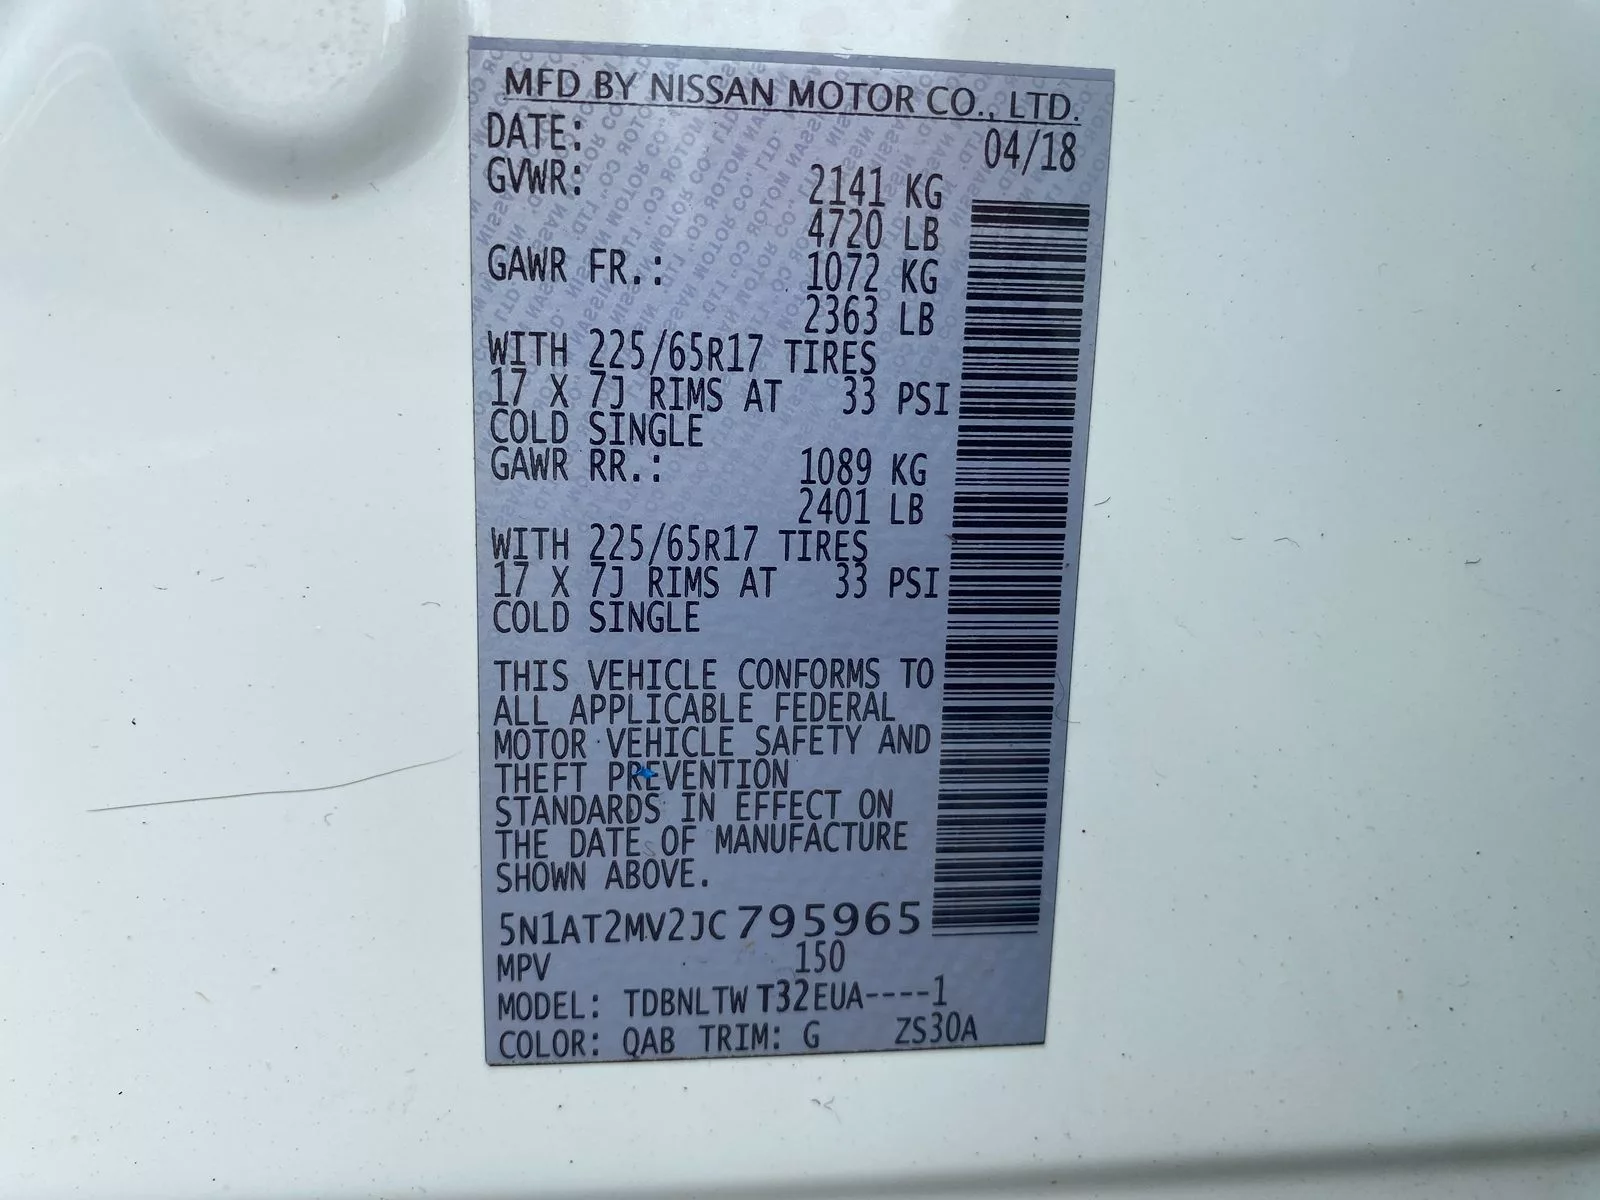 MFD BY NISSAN MOTOR CO., LTD.
DATE: 04/18
GVWR: 2141 KG
4720 LB
GAWR FR.: 1072 KG
2363 LB
WITH 225/65R17 TIRES
17 X 7J RIMS AT 33 PSI
COLD SINGLE
GAWR RR.: 1089 KG
2401 LB
WITH 225/65R17 TIRES
17 X 7J RIMS AT 33 PSI
COLD SINGLE
THIS VEHICLE CONFORMS TO
ALL APPLICABLE FEDERAL
MOTOR VEHICLE SAFETY AND
THEFT PREVENTION
STANDARDS IN EFFECT ON
THE DATE OF MANUFACTURE
SHOWN ABOVE.
5N1AT2MV2JC795965
MPV 150
MODEL: TDBNLTWT32EUA----1
COLOR: QAB TRIM: G ZS30A